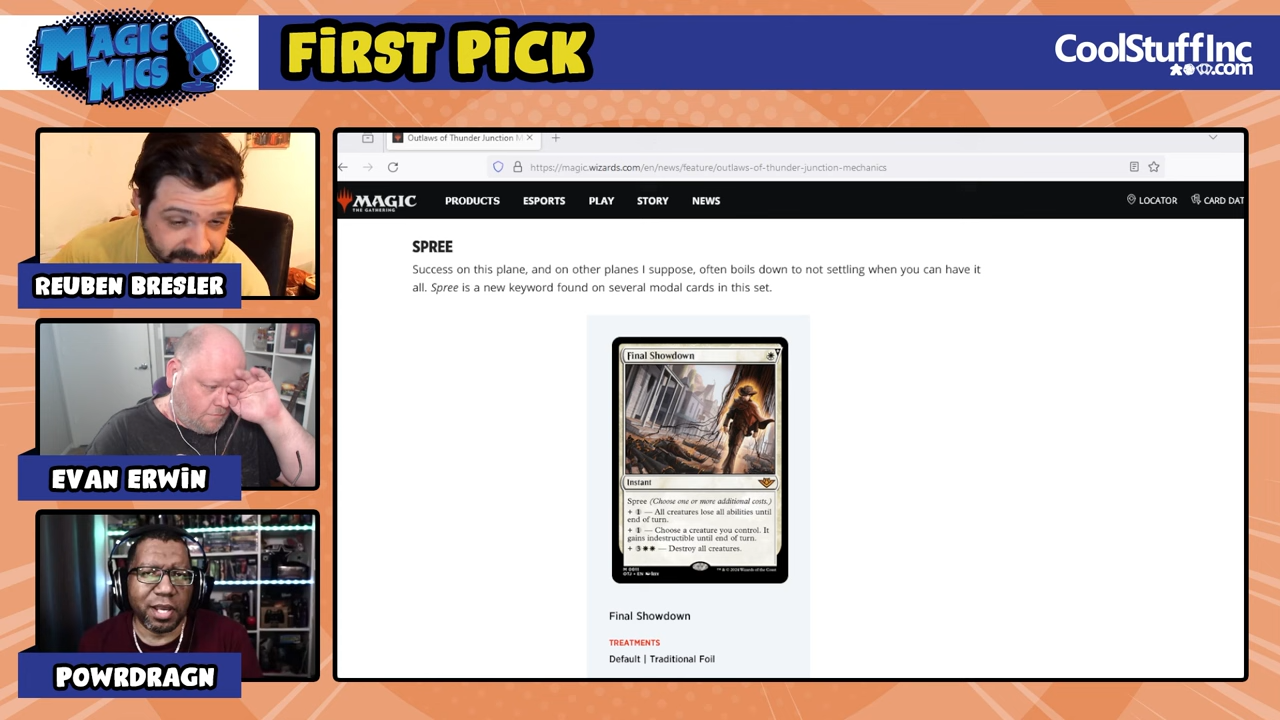 MAGIC
MICS
FIRST PICK
CoolStuffInc
.com
REUBEN BRESLER
EVAN ERWIN
POWRDRAGN
Outlaws of Thunder Junction M
https://magic.wizards.com/en/news/feature/outlaws-of-thunder-junction-mechanics
MAGIC
THE GATHERING
PRODUCTS ESPORTS PLAY STORY NEWS
LOCATOR CARD DAT
SPREE
Success on this plane, and on other planes I suppose, often boils down to not settling when you can have it
all. Spree is a new keyword found on several modal cards in this set.
Final Showdown
Instant
Spree (Choose one or more additional costs.)
+ 1 — All creatures lose all abilities until
end of turn.
+ 1 — Choose a creature you control. It
gains indestructible until end of turn.
+ 3 — Destroy all creatures.
Final Showdown
TREATMENTS
Default | Traditional Foil